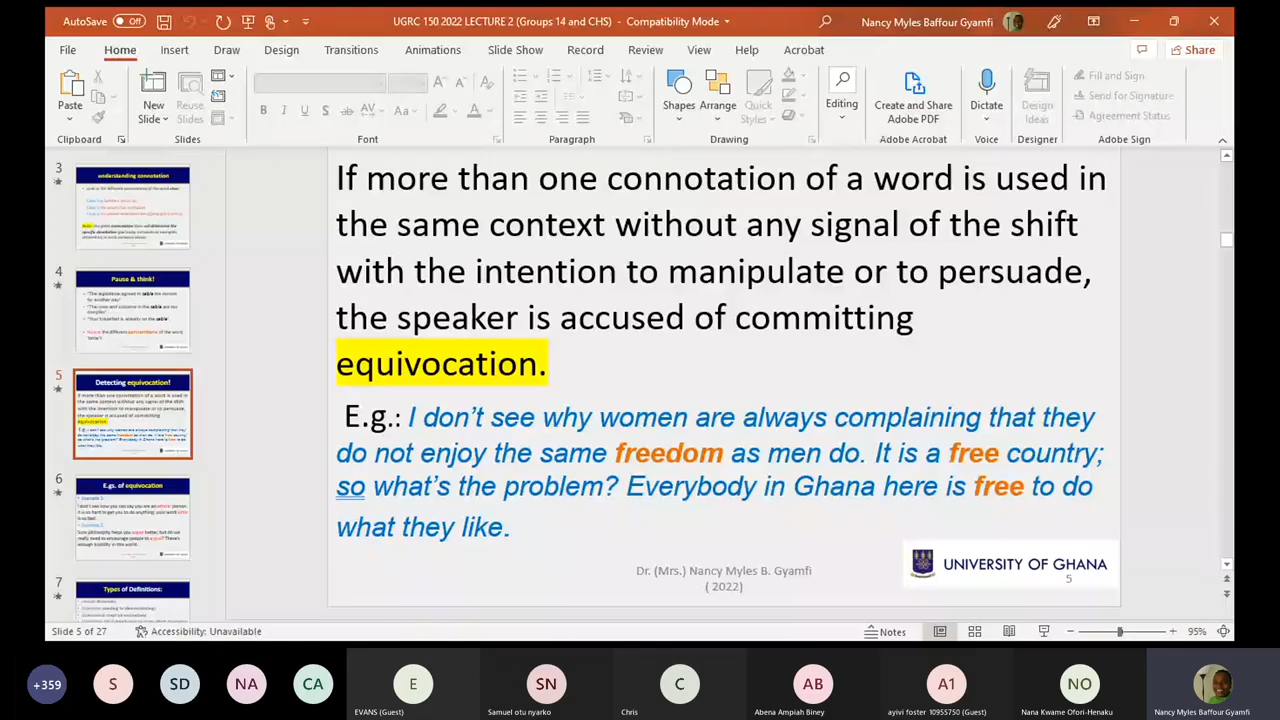 AutoSave Off UGRC 150 2022 LECTURE 2 (Groups 14 and CHS) - Compatibility Mode Nancy Myles Baffour Gyamfi
File Home Insert Draw Design Transitions Animations Slide Show Record Review View Help Acrobat Share
Paste New Slide Reuse Slides Shapes Arrange Quick Styles Editing Create and Share Adobe PDF Dictate Design Ideas Fill and Sign
Send for Signature
Agreement Status
Clipboard Slides Font Paragraph Drawing Adobe Acrobat Voice Designer Adobe Sign
3
understanding connotation
4
Pause & think!
5
Detecting equivocation!
6
E.gs. of equivocation
7
Types of Definitions:
If more than one connotation of a word is used in
the same context without any signal of the shift
with the intention to manipulate or to persuade,
the speaker is accused of committing
equivocation.
E.g.: I don't see why women are always complaining that they
do not enjoy the same freedom as men do. It is a free country;
so what's the problem? Everybody in Ghana here is free to do
what they like.
Dr. (Mrs.) Nancy Myles B. Gyamfi
( 2022)
UNIVERSITY OF GHANA
5
Slide 5 of 27 Accessibility: Unavailable Notes 95%
+359 S SD NA CA E SN C AB A1 NO
EVANS (Guest) Samuel otu nyarko Chris Abena Ampiah Biney ayivi foster 10955750 (Guest) Nana Kwame Ofori-Henaku Nancy Myles Baffour Gyamfi